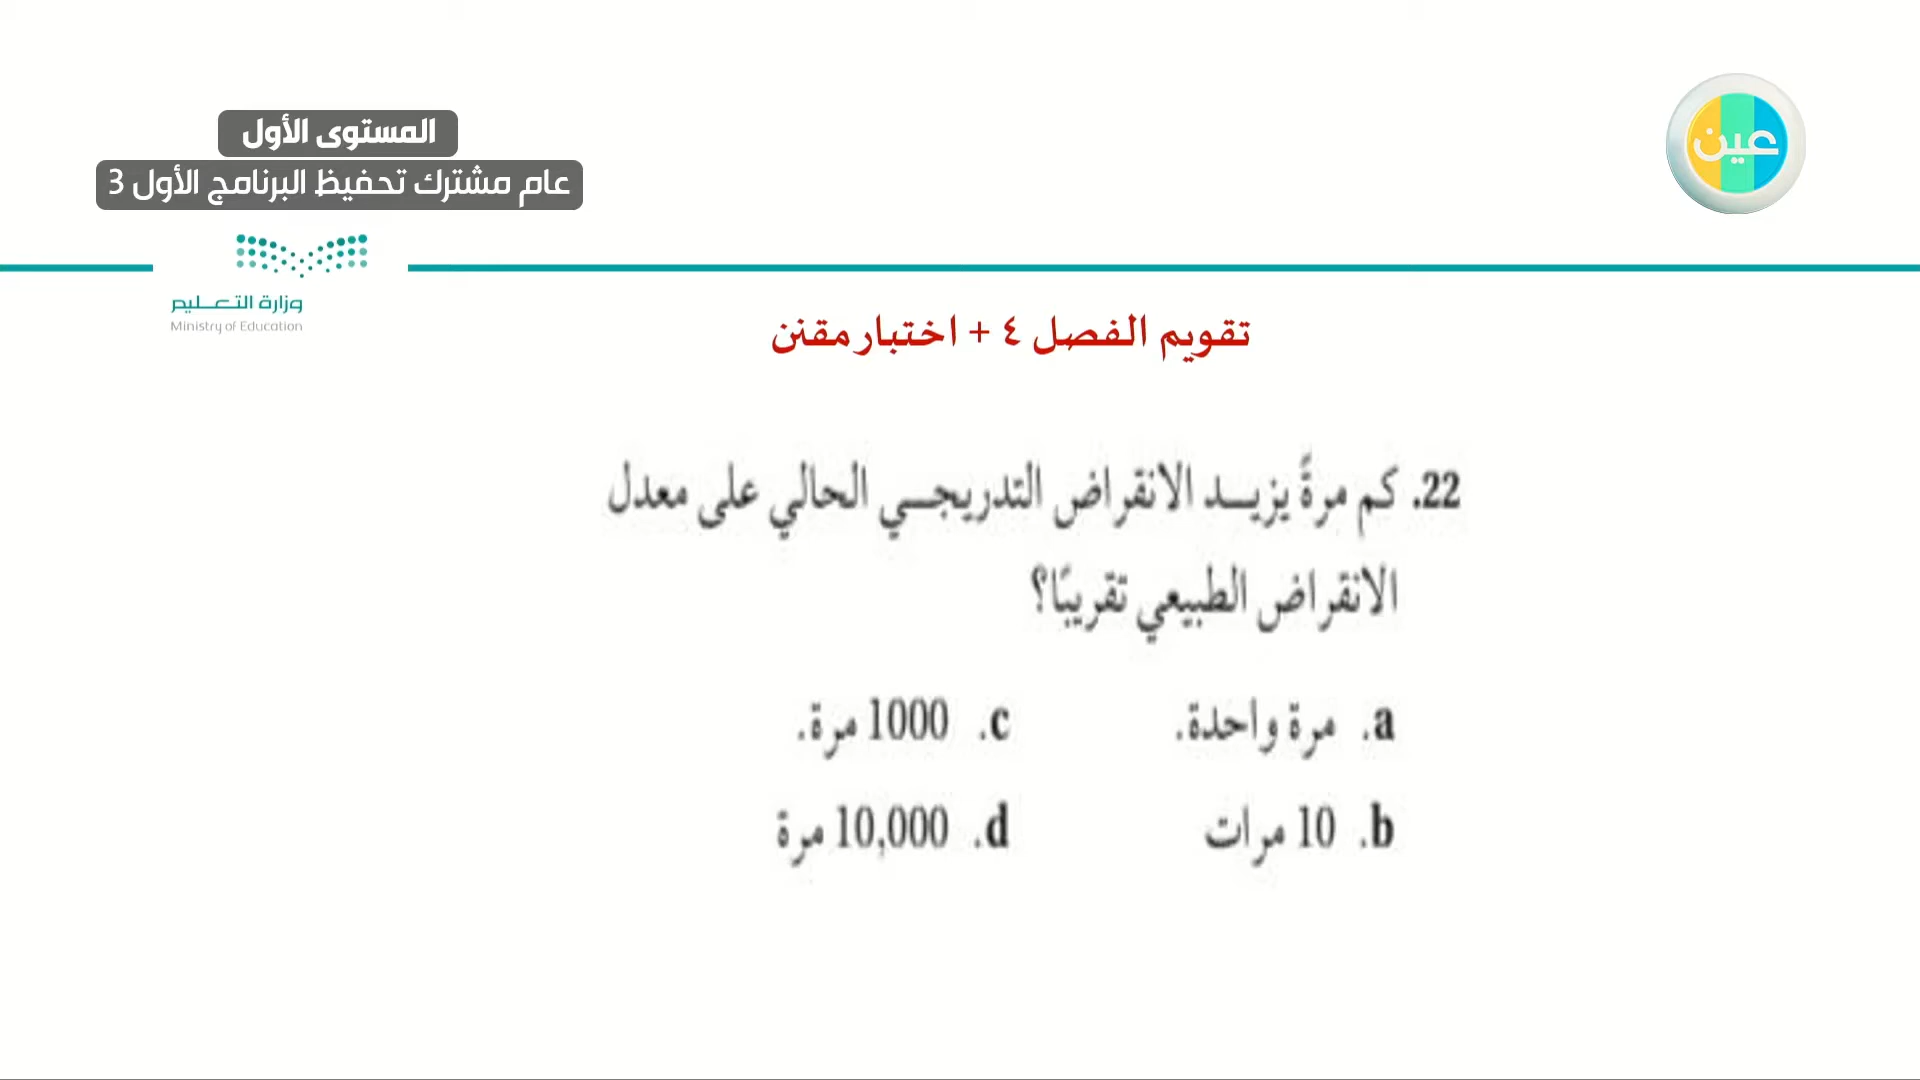 المستوى الأول
عام مشترك تحفيظ البرنامج الأول 3
عين
وزارة التعليم
Ministry of Education
تقويم الفصل ٤ + اختبار مقنن
22. كم مرةً يزيد الانقراض التدريجي الحالي على معدل
الانقراض الطبيعي تقريبًا؟
a. مرة واحدة.
c. 1000 مرة.
b. 10 مرات
d. 10,000 مرة